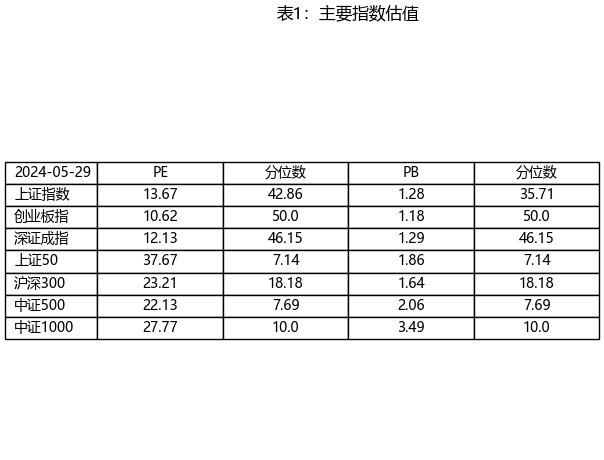 表1：主要指数估值
2024-05-29 PE 分位数 PB 分位数
上证指数 13.67 42.86 1.28 35.71
创业板指 10.62 50.0 1.18 50.0
深证成指 12.13 46.15 1.29 46.15
上证50 37.67 7.14 1.86 7.14
沪深300 23.21 18.18 1.64 18.18
中证500 22.13 7.69 2.06 7.69
中证1000 27.77 10.0 3.49 10.0